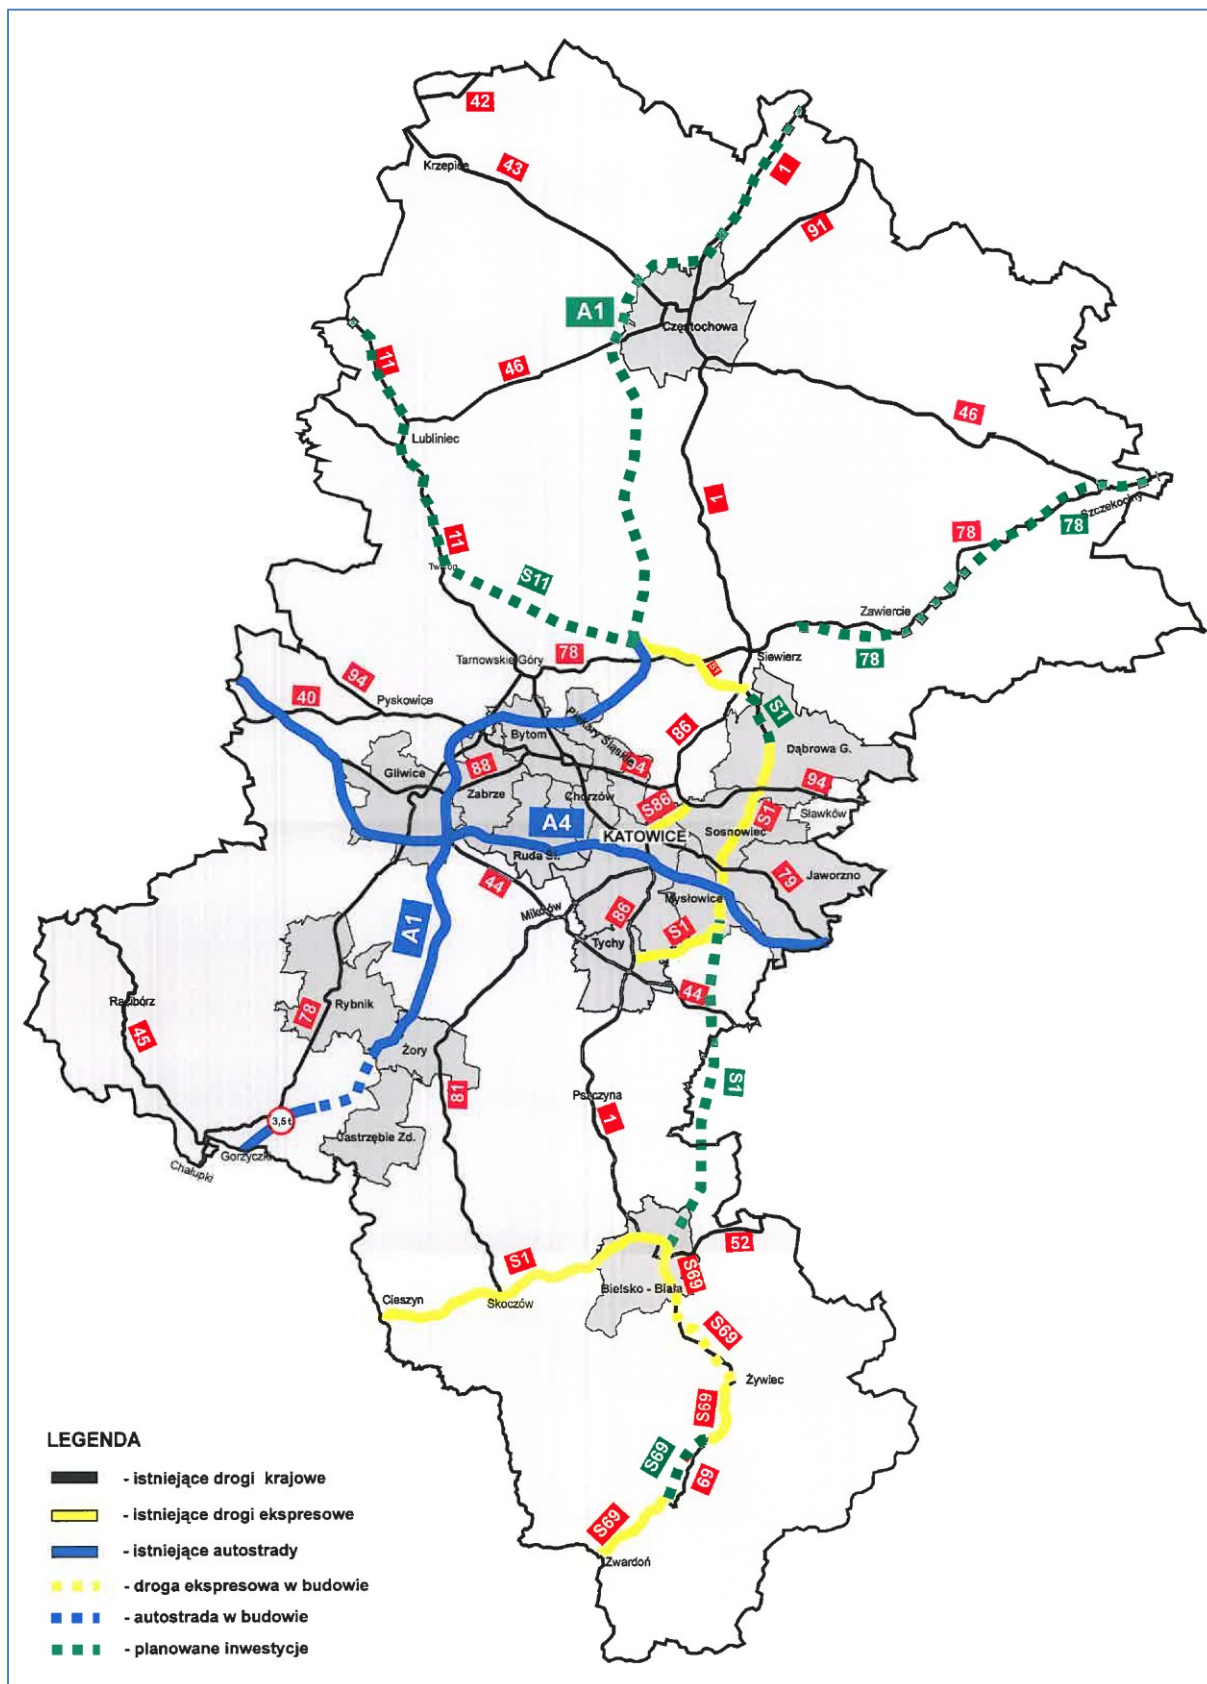 42
43
Krzepice
1
91
A1
Częstochowa
11
46
46
Lubliniec
1
Szczekociny
78
78
11
S11
Zawiercie
78
78
S1
Siewierz
Tarnowskie Góry
94
40
Pyskowice
Piekary Śląskie
86
S1
Bytom
Dąbrowa G.
Gliwice
88
94
94
Zabrze
Chorzów
S86
S1
Sławków
A4
KATOWICE
Sosnowiec
Ruda Śl.
79
Jaworzno
44
Mysłowice
Mikołów
86
A1
S1
Tychy
44
Racibórz
78
Rybnik
45
Żory
S1
81
Pszczyna
1
3,5 t
Jastrzębie Zd.
Gorzyczki
Chałupki
52
S1
S69
Bielsko - Biała
Cieszyn
Skoczów
S69
Żywiec
S69
S69
69
S69
Zwardoń
LEGENDA
- istniejące drogi krajowe
- istniejące drogi ekspresowe
- istniejące autostrady
- droga ekspresowa w budowie
- autostrada w budowie
- planowane inwestycje